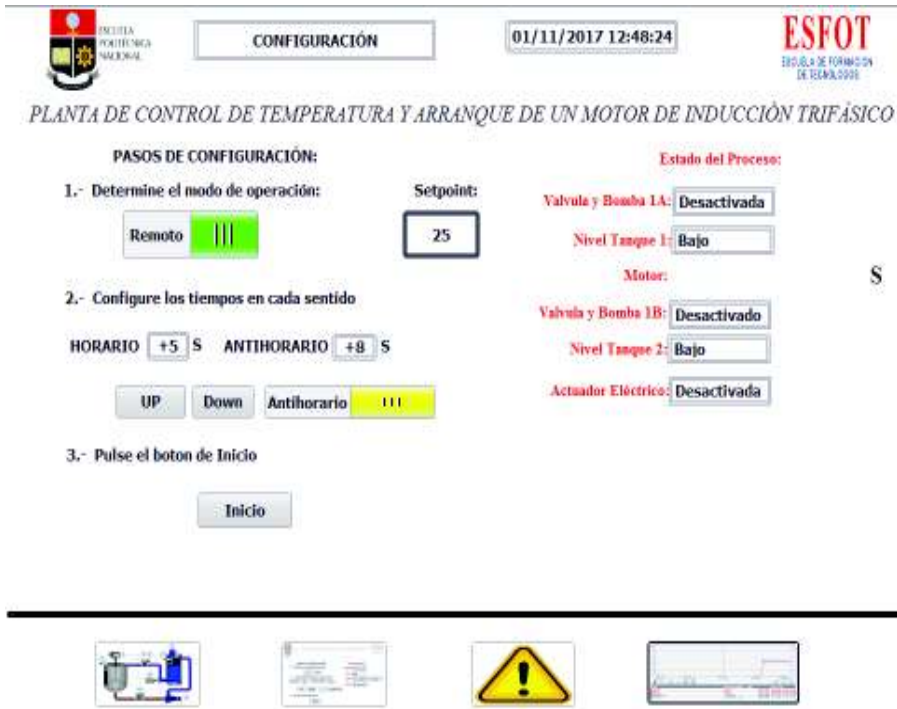 ESCUELA
POLITÉCNICA
NACIONAL
CONFIGURACIÓN
01/11/2017 12:48:24
ESFOT
ESCUELA DE FORMACIÓN
DE TECNÓLOGOS
PLANTA DE CONTROL DE TEMPERATURA Y ARRANQUE DE UN MOTOR DE INDUCCIÓN TRIFÁSICO
PASOS DE CONFIGURACIÓN:
1.- Determine el modo de operación:
Setpoint:
Remoto
25
2.- Configure los tiempos en cada sentido
HORARIO +5 S ANTIHORARIO +8 S
UP Down Antihorario
3.- Pulse el boton de Inicio
Inicio
Estado del Proceso:
Valvula y Bomba 1A: Desactivada
Nivel Tanque 1: Bajo
Motor:
S
Valvula y Bomba 1B: Desactivado
Nivel Tanque 2: Bajo
Actuador Eléctrico: Desactivada